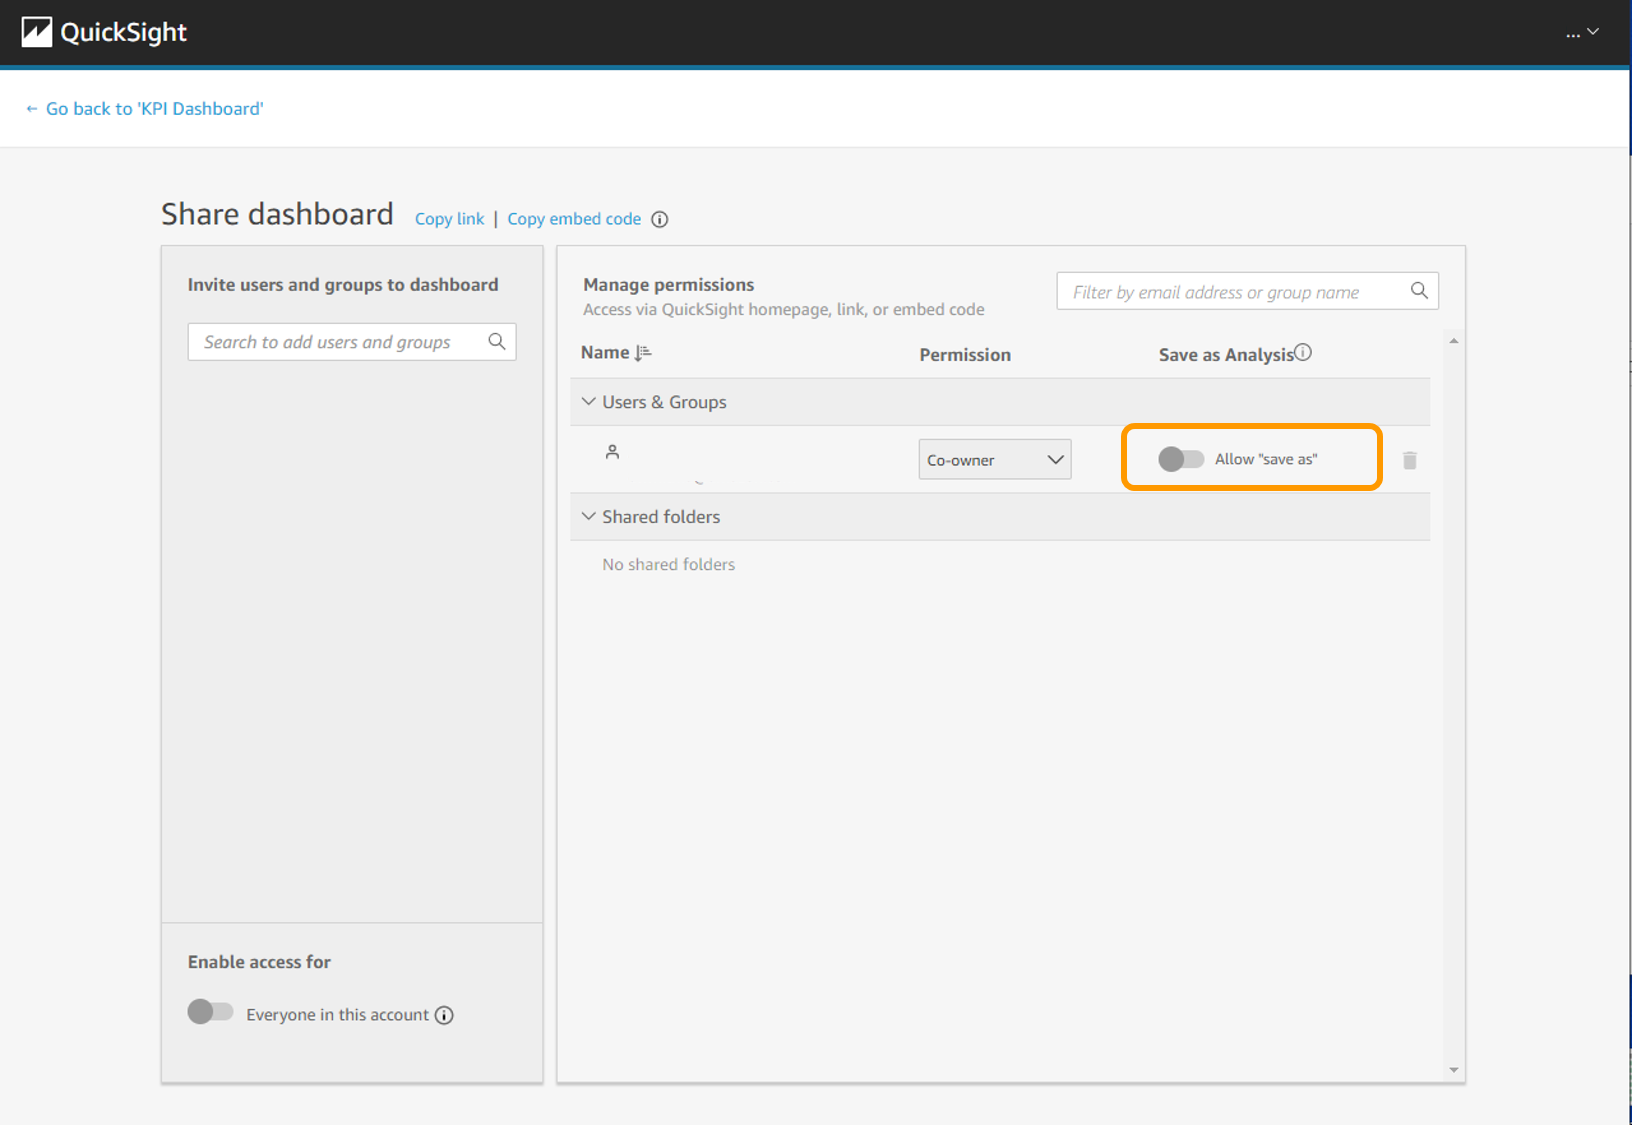 QuickSight
...
← Go back to 'KPI Dashboard'
Share dashboard Copy link | Copy embed code
Invite users and groups to dashboard
Search to add users and groups
Enable access for
Everyone in this account
Manage permissions
Access via QuickSight homepage, link, or embed code
Filter by email address or group name
Name Permission Save as Analysis
Users & Groups
Co-owner Allow "save as"
Shared folders
No shared folders